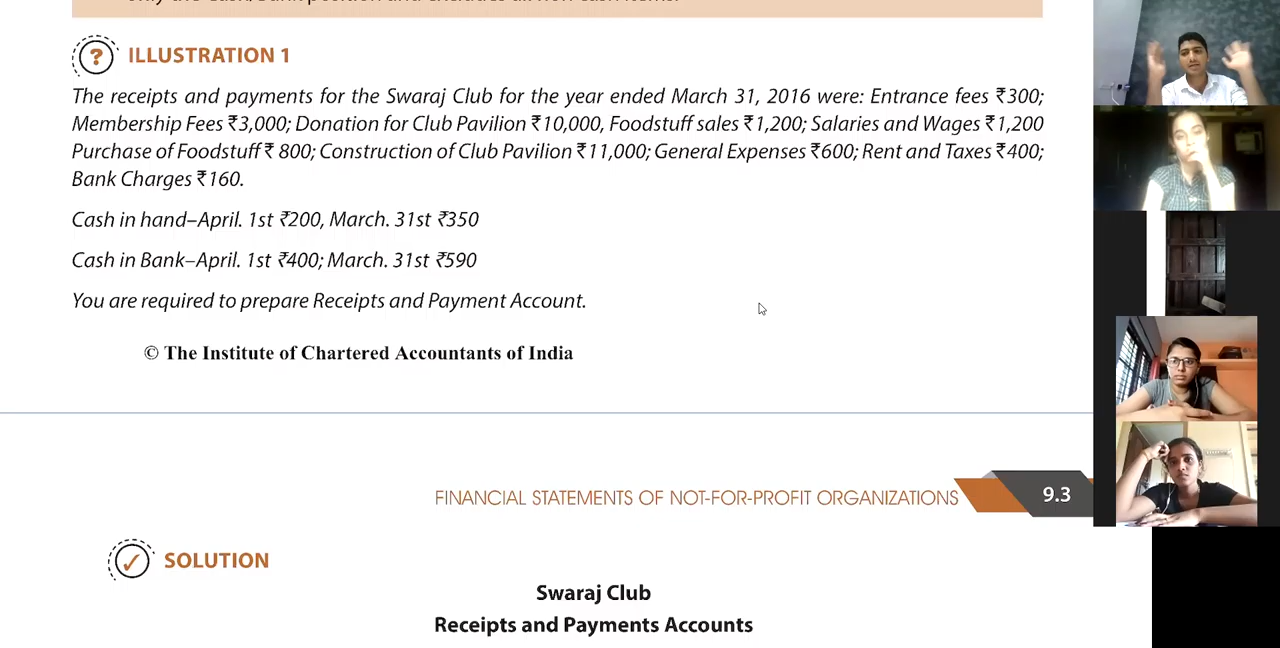 ILLUSTRATION 1
The receipts and payments for the Swaraj Club for the year ended March 31, 2016 were: Entrance fees ₹300;
Membership Fees ₹3,000; Donation for Club Pavilion ₹10,000, Foodstuff sales ₹1,200; Salaries and Wages ₹1,200
Purchase of Foodstuff ₹ 800; Construction of Club Pavilion ₹11,000; General Expenses ₹600; Rent and Taxes ₹400;
Bank Charges ₹160.
Cash in hand–April. 1st ₹200, March. 31st ₹350
Cash in Bank–April. 1st ₹400; March. 31st ₹590
You are required to prepare Receipts and Payment Account.
© The Institute of Chartered Accountants of India
FINANCIAL STATEMENTS OF NOT-FOR-PROFIT ORGANIZATIONS 9.3
SOLUTION
Swaraj Club
Receipts and Payments Accounts